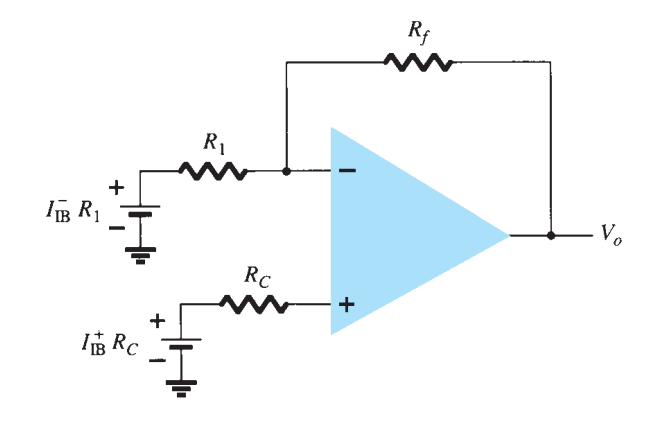 R_f
R_1
+
−
I_IB^− R_1
−
V_o
R_C
+
+
I_IB^+ R_C
−